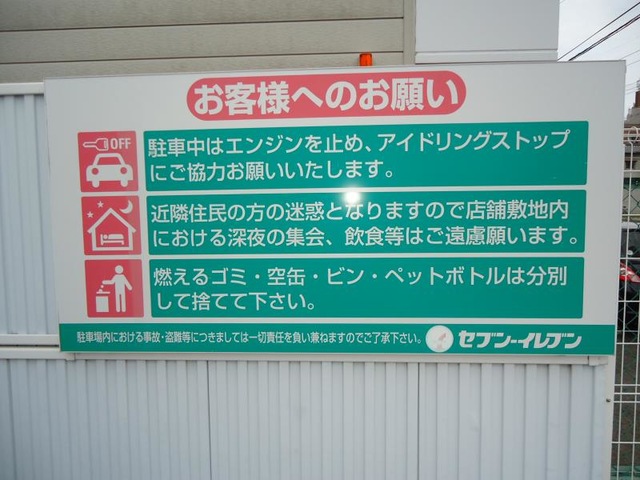 お客様へのお願い
OFF
駐車中はエンジンを止め、アイドリングストップ
にご協力お願いいたします。
近隣住民の方の迷惑となりますので店舗敷地内
における深夜の集会、飲食等はご遠慮願います。
燃えるゴミ・空缶・ビン・ペットボトルは分別
して捨てて下さい。
駐車場内における事故・盗難等につきましては一切責任を負い兼ねますのでご了承下さい。
セブン-イレブン